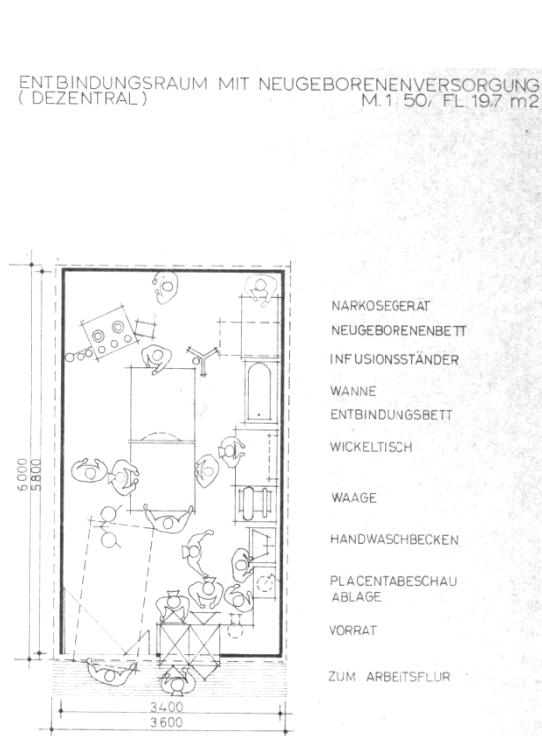 ENTBINDUNGSRAUM MIT NEUGEBORENENVERSORGUNG
( DEZENTRAL ) M. 1: 50, FL. 19,7 m2
NARKOSEGERÄT
NEUGEBORENENBETT
INFUSIONSSTÄNDER
WANNE
ENTBINDUNGSBETT
WICKELTISCH
WAAGE
HANDWASCHBECKEN
PLACENTABESCHAU
ABLAGE
VORRAT
ZUM ARBEITSFLUR
6000
5800
3400
3600